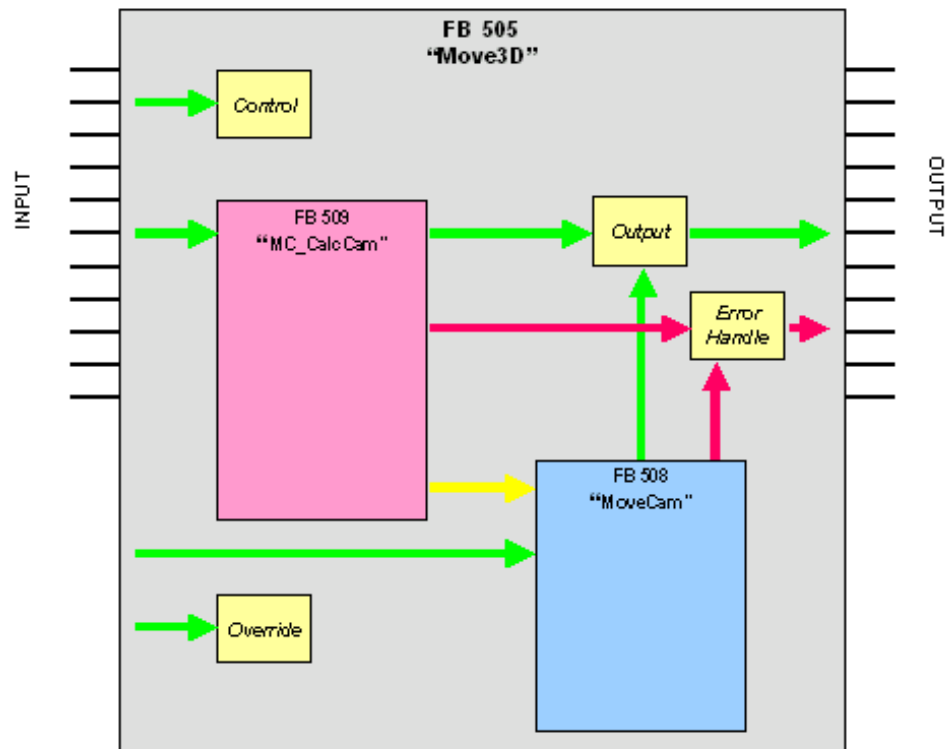 FB 505
“Move3D”
Control
INPUT
OUTPUT
FB 509
“MC_CalcCam”
Output
Error
Handle
FB 508
“MoveCam”
Override